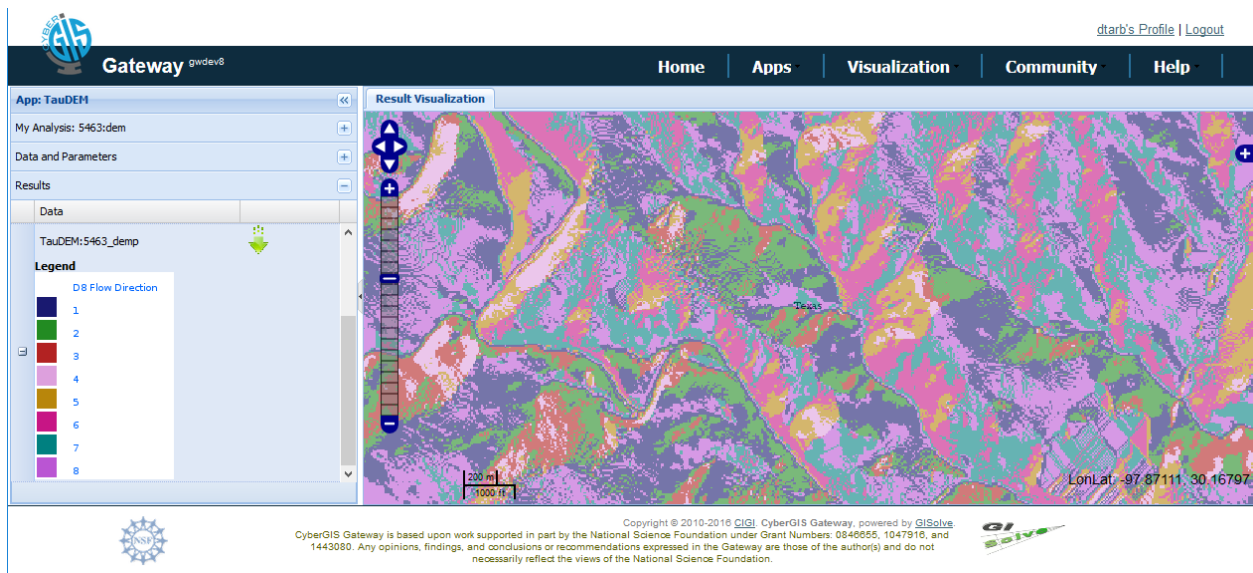 CYBER
GIS
dtarb's Profile | Logout
Gateway gwdev8
Home
Apps
Visualization
Community
Help
App: TauDEM
My Analysis: 5463:dem
Data and Parameters
Results
Data
TauDEM:5463_demp
Legend
D8 Flow Direction
1
2
3
4
5
6
7
8
Result Visualization
Texas
200 m
1000 ft
LonLat: -97.87111, 30.16797
NSF
Copyright © 2010-2016 CIGI. CyberGIS Gateway, powered by GISolve.
CyberGIS Gateway is based upon work supported in part by the National Science Foundation under Grant Numbers: 0846655, 1047916, and
1443080. Any opinions, findings, and conclusions or recommendations expressed in the Gateway are those of the author(s) and do not
necessarily reflect the views of the National Science Foundation.
GI
Solve